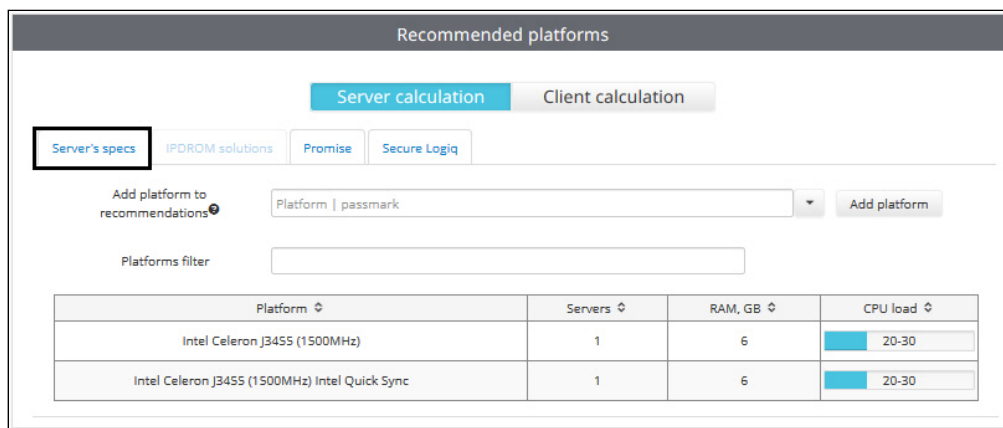 Recommended platforms
Server calculation Client calculation
Server's specs IPDROM solutions Promise Secure Logiq
Add platform to
recommendations? Platform | passmark Add platform
Platforms filter
Platform Servers RAM, GB CPU load
Intel Celeron J3455 (1500MHz) 1 6 20-30
Intel Celeron J3455 (1500MHz) Intel Quick Sync 1 6 20-30